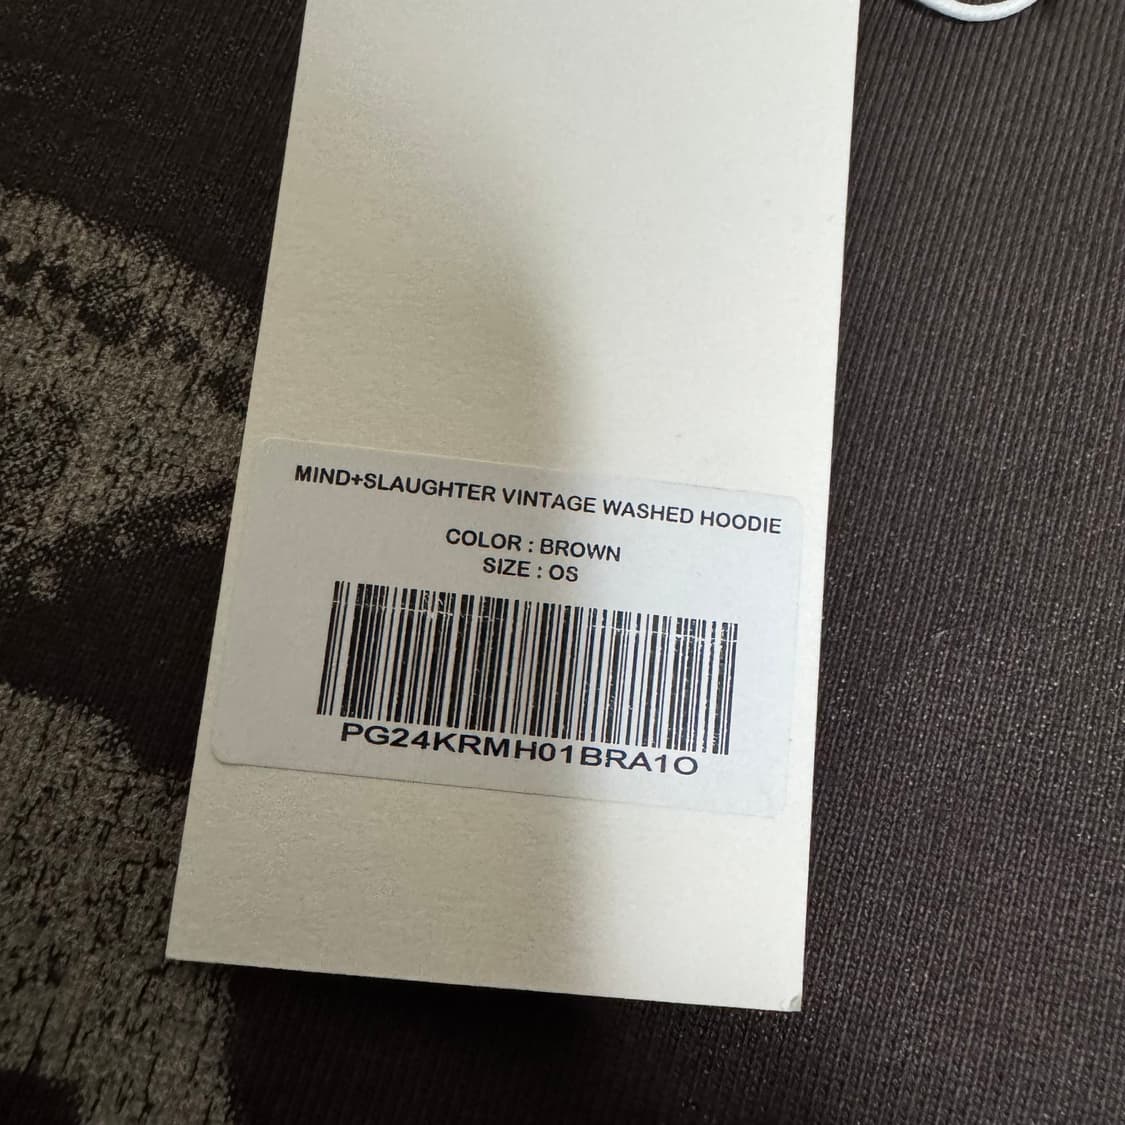 MIND+SLAUGHTER VINTAGE WASHED HOODIE
COLOR : BROWN
SIZE : OS
PG24KRMH01BRA1O